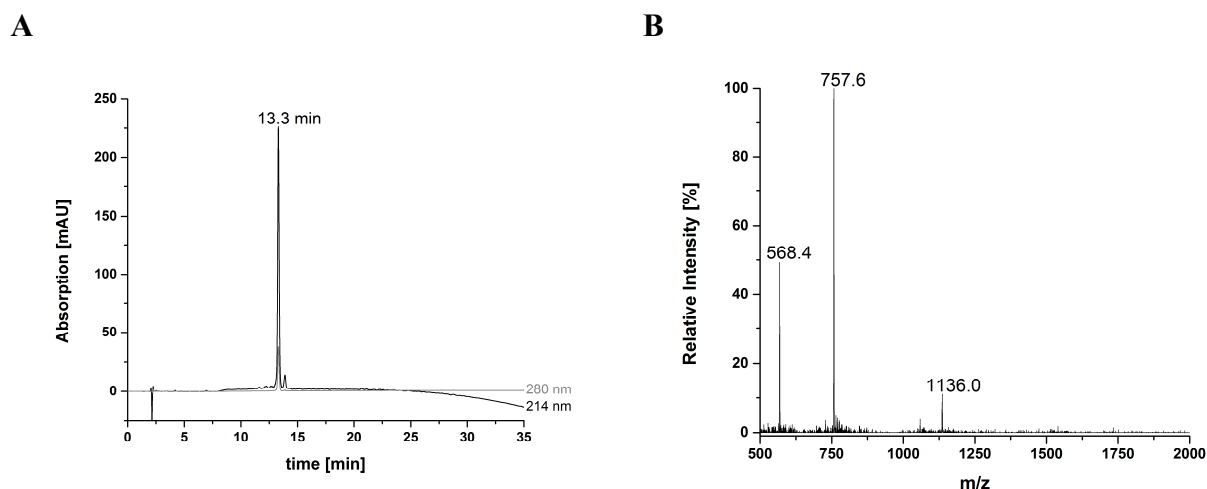 A
B
250
200
150
100
50
0
Absorption [mAU]
13.3 min
280 nm
214 nm
0 5 10 15 20 25 30 35
time [min]
100
80
60
40
20
0
Relative Intensity [%]
757.6
568.4
1136.0
500 750 1000 1250 1500 1750 2000
m/z